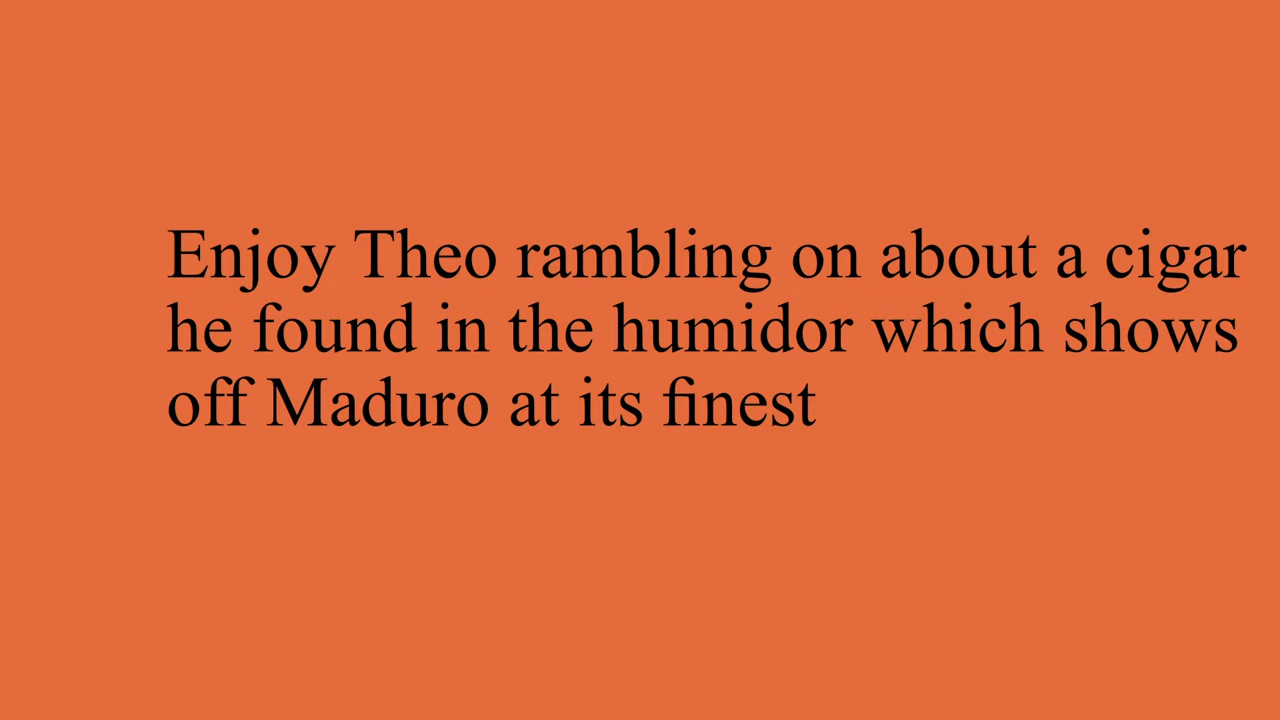 Enjoy Theo rambling on about a cigar
he found in the humidor which shows
off Maduro at its finest